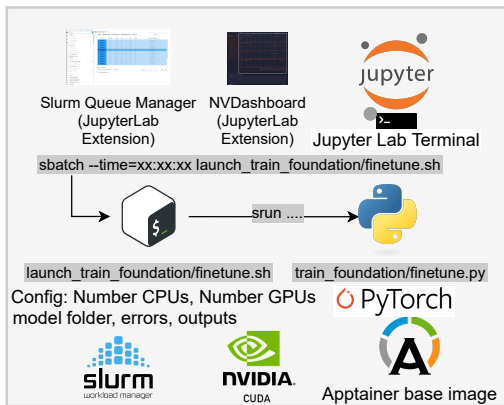 jupyter
Slurm Queue Manager
(JupyterLab
Extension)
NVDashboard
(JupyterLab
Extension)
Jupyter Lab Terminal
sbatch --time=xx:xx:xx launch_train_foundation/finetune.sh
$_
srun ....
launch_train_foundation/finetune.sh
train_foundation/finetune.py
Config: Number CPUs, Number GPUs
model folder, errors, outputs
PyTorch
slurm
workload manager
NVIDIA.
CUDA
Apptainer base image